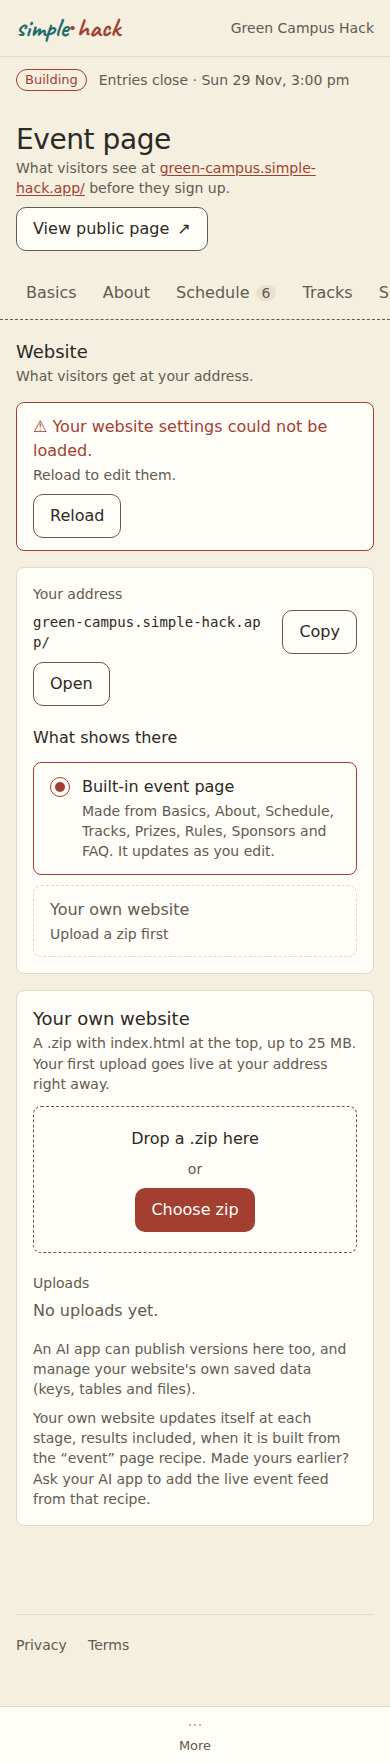 simple·hack
Green Campus Hack
Building
Entries close · Sun 29 Nov, 3:00 pm
Event page
What visitors see at green-campus.simple-
hack.app/ before they sign up.
View public page ↗
Basics
About
Schedule 6
Tracks
S
Website
What visitors get at your address.
⚠ Your website settings could not be
loaded.
Reload to edit them.
Reload
Your address
green-campus.simple-hack.ap
p/
Copy
Open
What shows there
Built-in event page
Made from Basics, About, Schedule,
Tracks, Prizes, Rules, Sponsors and
FAQ. It updates as you edit.
Your own website
Upload a zip first
Your own website
A .zip with index.html at the top, up to 25 MB.
Your first upload goes live at your address
right away.
Drop a .zip here
or
Choose zip
Uploads
No uploads yet.
An AI app can publish versions here too, and
manage your website's own saved data
(keys, tables and files).
Your own website updates itself at each
stage, results included, when it is built from
the “event” page recipe. Made yours earlier?
Ask your AI app to add the live event feed
from that recipe.
Privacy
Terms
...
More